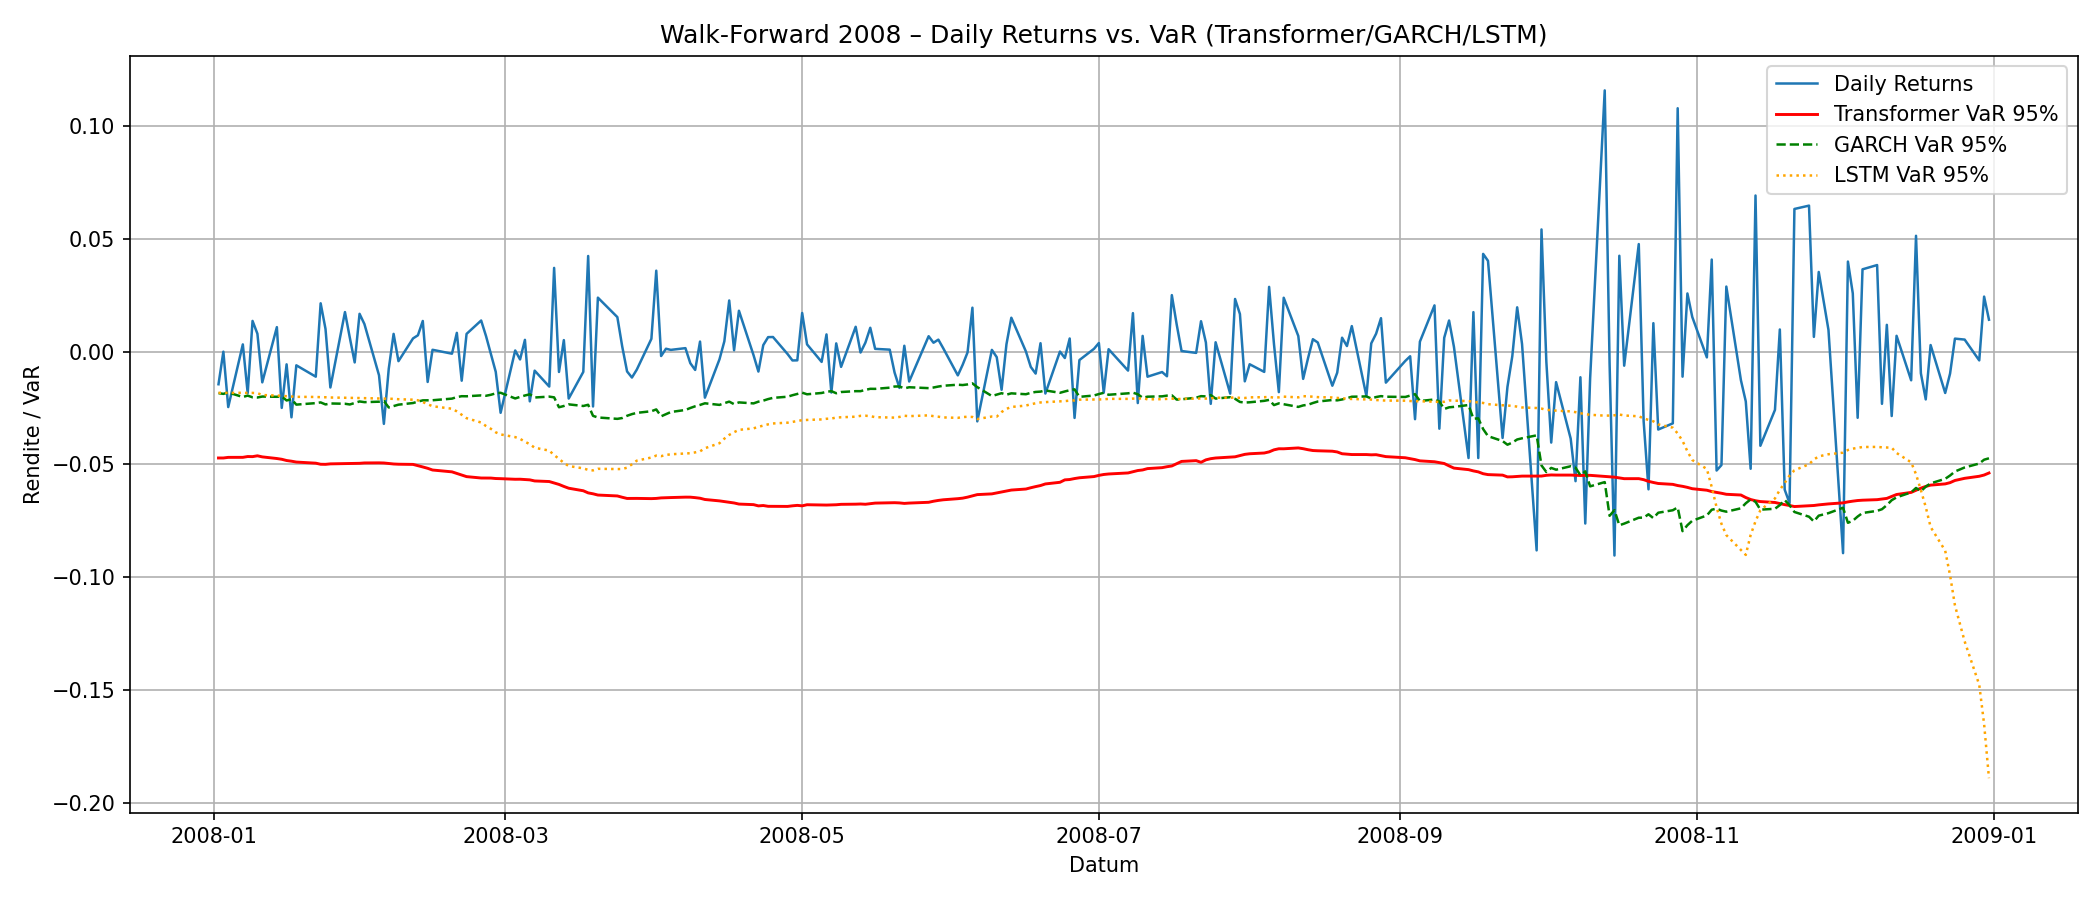 Walk-Forward 2008 – Daily Returns vs. VaR (Transformer/GARCH/LSTM)
Daily Returns
Transformer VaR 95%
GARCH VaR 95%
LSTM VaR 95%
Rendite / VaR
0.10
0.05
0.00
−0.05
−0.10
−0.15
−0.20
2008-01 2008-03 2008-05 2008-07 2008-09 2008-11 2009-01
Datum